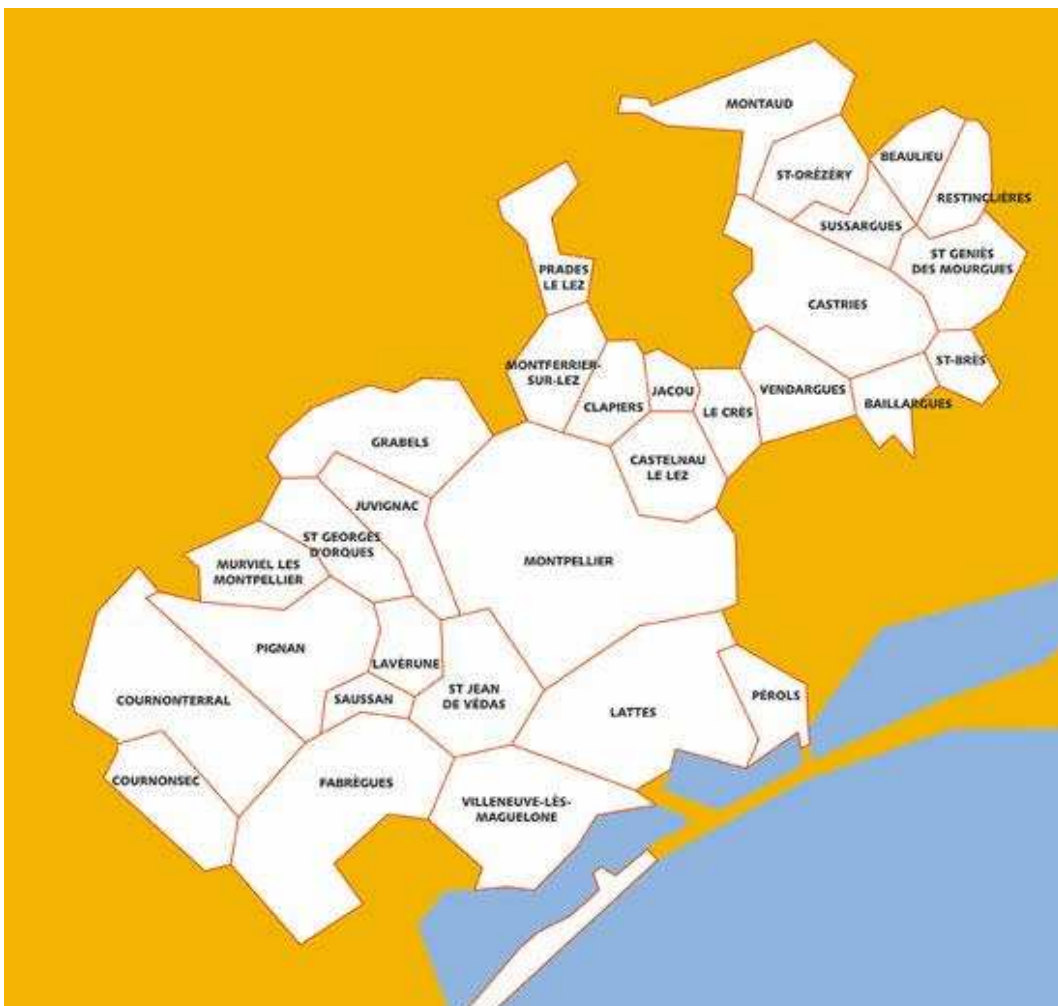 MONTAUD
BEAULIEU
ST-DRÉZÉRY
RESTINCLIÈRES
SUSSARGUES
ST GENIÈS
DES MOURGUES
PRADES
LE LEZ
CASTRIES
MONTFERRIER-
SUR-LEZ
ST-BRÈS
JACOU
VENDARGUES
CLAPIERS
LE CRÈS
BAILLARGUES
GRABELS
CASTELNAU
LE LEZ
JUVIGNAC
ST GEORGES
D'ORQUES
MURVIEL LES
MONTPELLIER
MONTPELLIER
PIGNAN
LAVÉRUNE
COURNONTERRAL
SAUSSAN
ST JEAN
DE VÉDAS
LATTES
PÉROLS
COURNONSEC
FABRÈGUES
VILLENEUVE-LÈS-
MAGUELONE